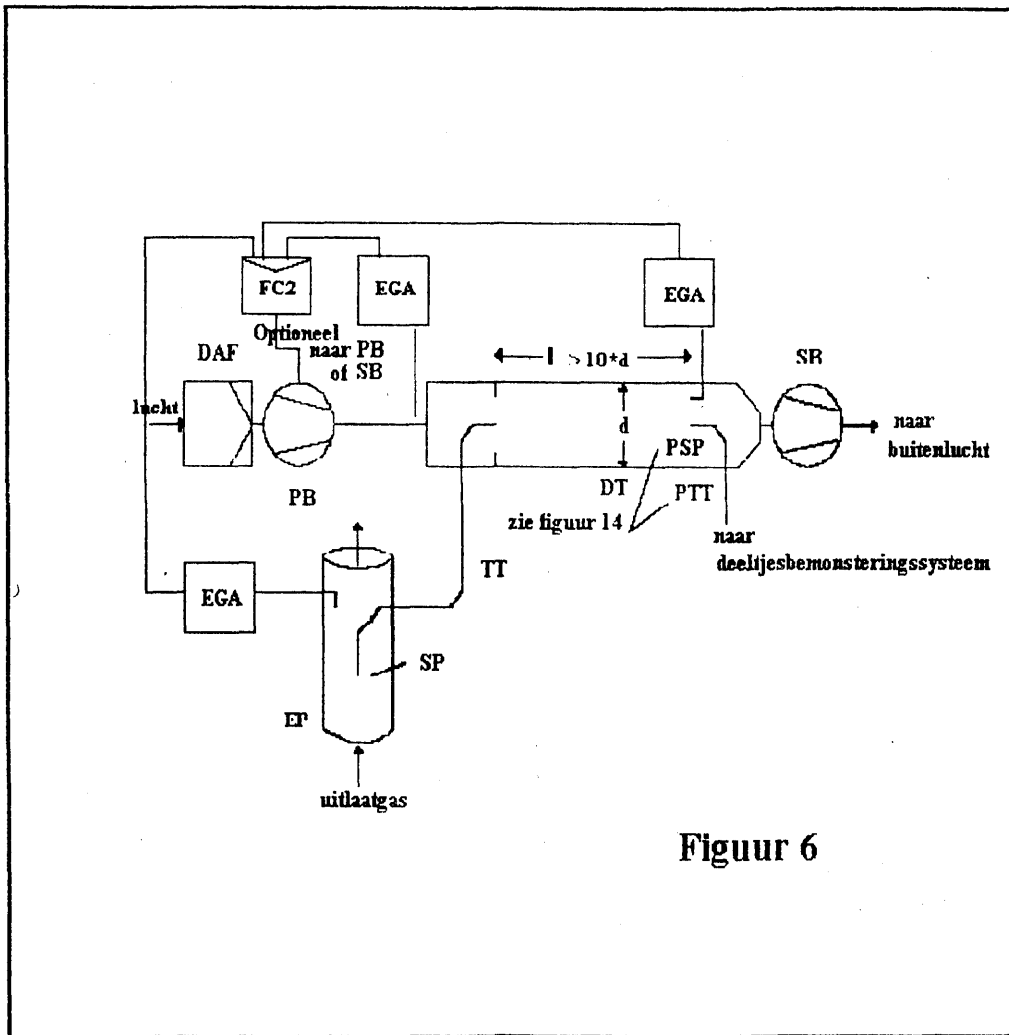 FC2
EGA
EGA
Optioneel
naar PB
of SB
DAF
l > 10*d
SB
lucht
d
naar
buitenlucht
PSP
PB
DT
PTT
zie figuur 14
naar
deeltjesbemonsteringssysteem
TT
EGA
SP
EP
uitlaatgas
Figuur 6